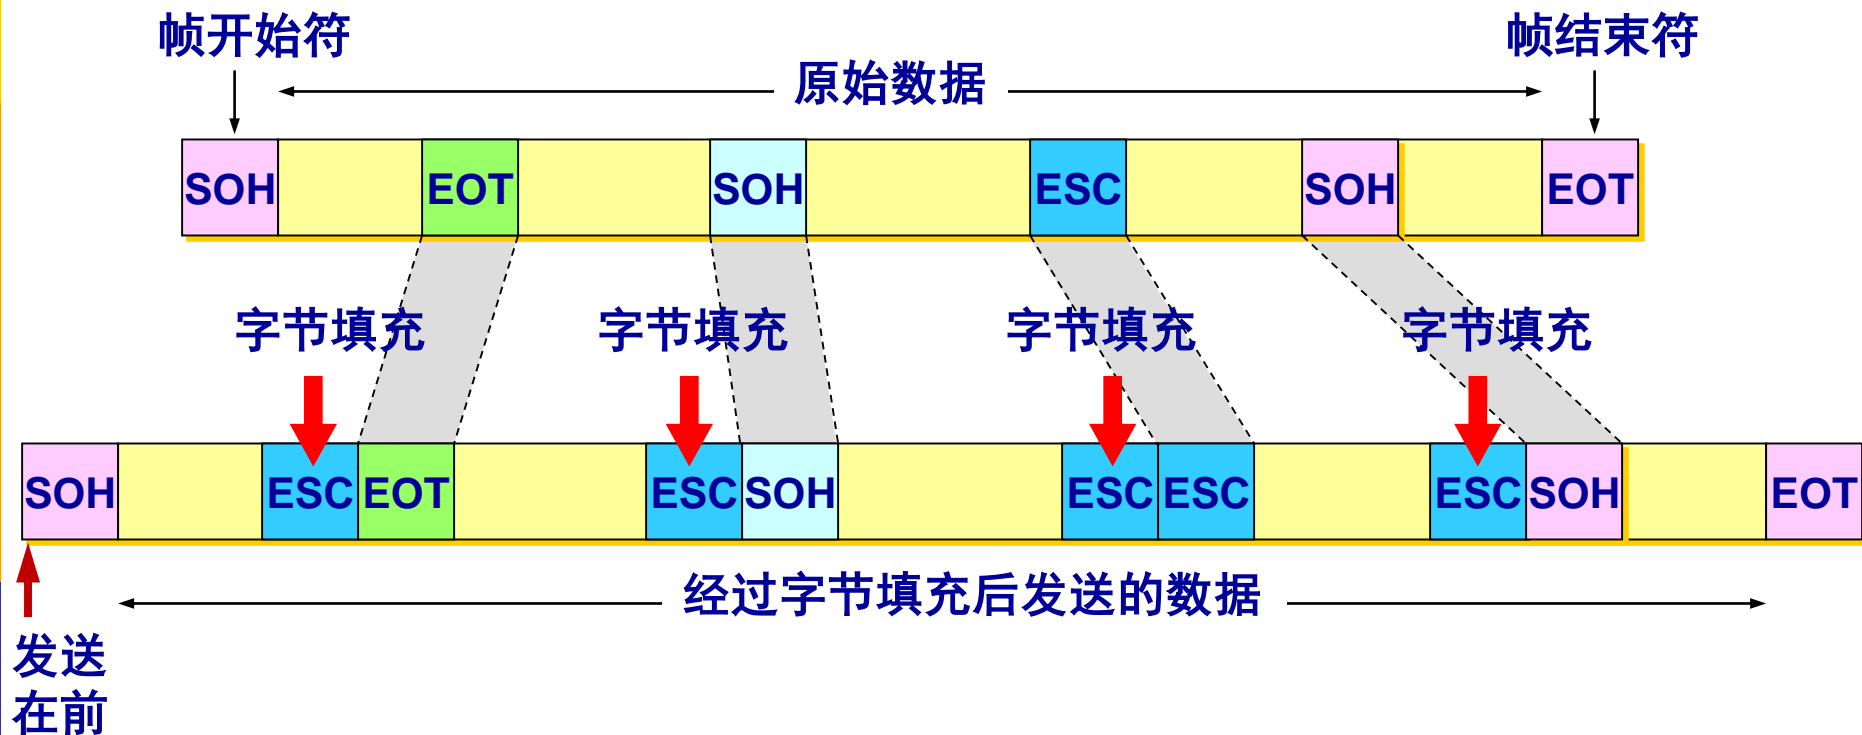 帧开始符
帧结束符
原始数据
SOH EOT SOH ESC SOH EOT
字节填充 字节填充 字节填充 字节填充
SOH ESC EOT ESC SOH ESC ESC ESC SOH EOT
经过字节填充后发送的数据
发送
在前